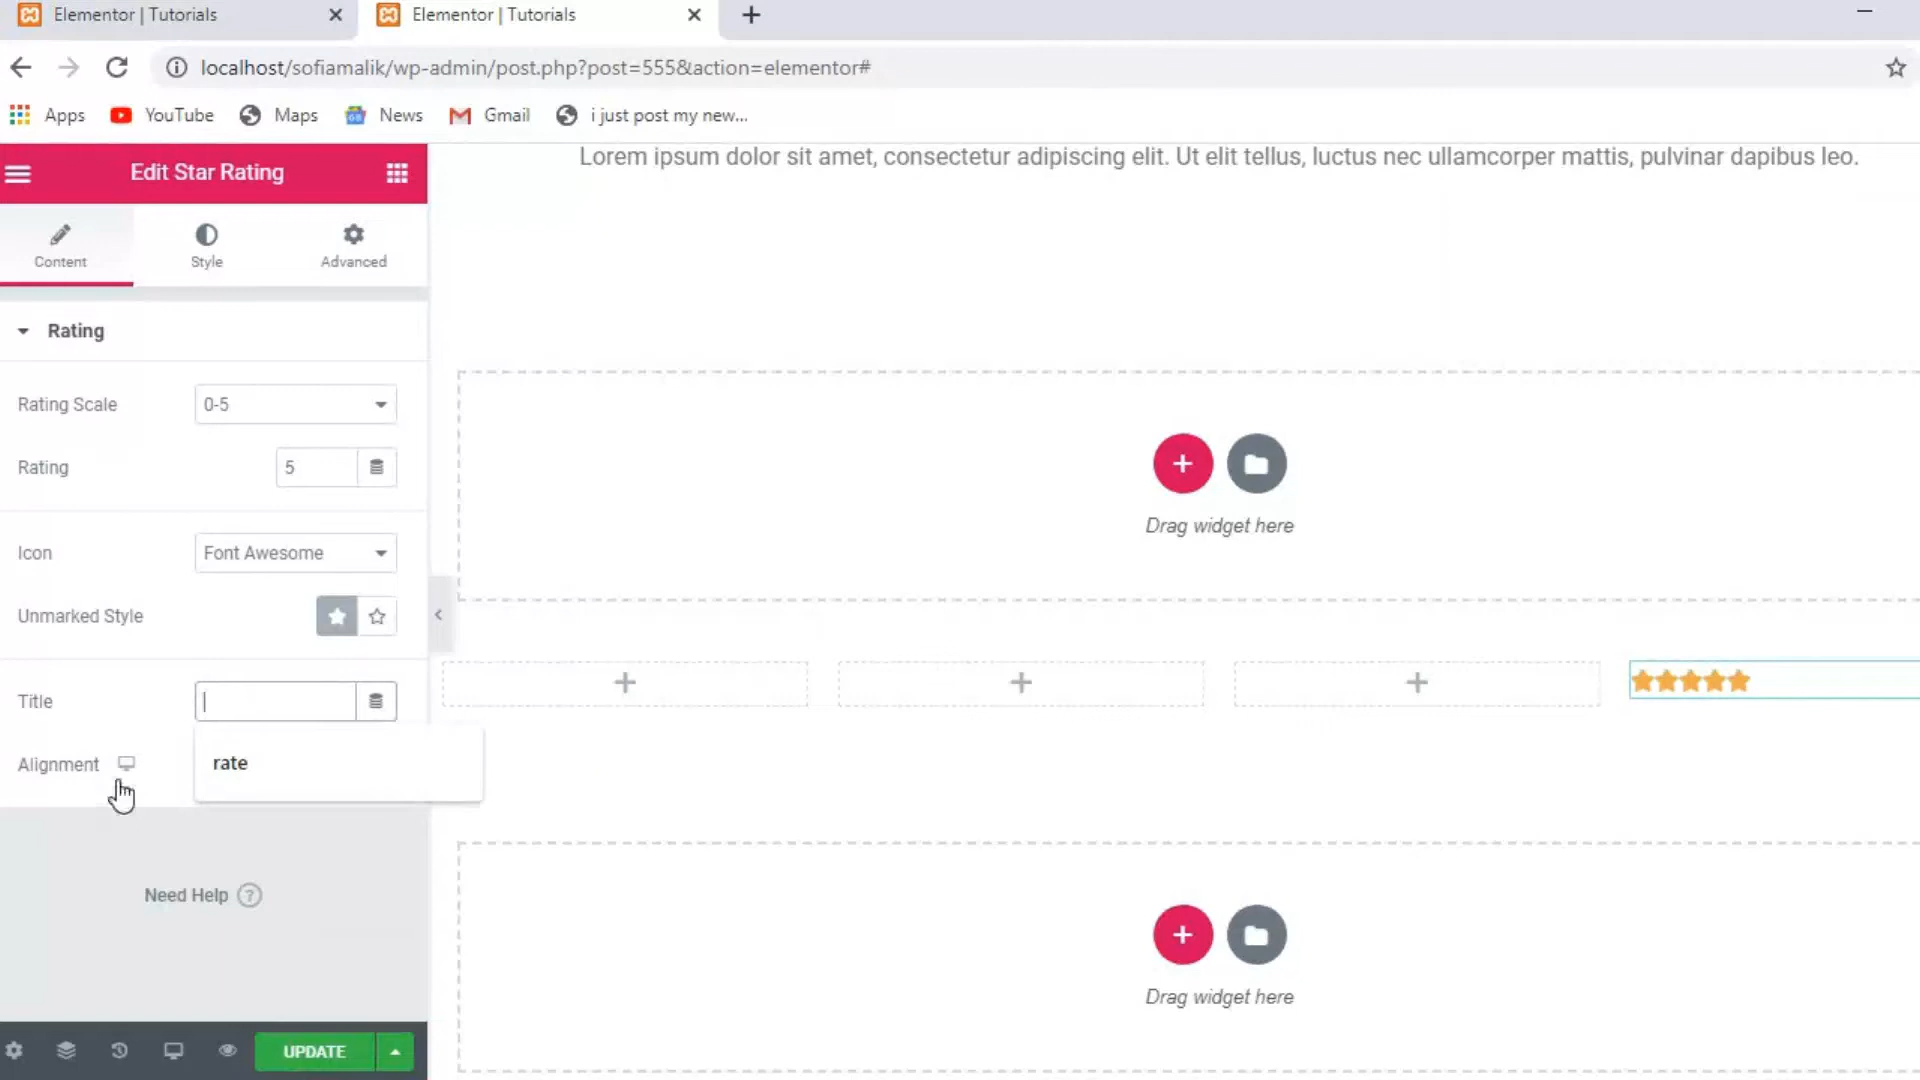 Elementor | Tutorials
Elementor | Tutorials
localhost/sofiamalik/wp-admin/post.php?post=555&action=elementor#
Apps
YouTube
Maps
News
Gmail
i just post my new...
Edit Star Rating
Lorem ipsum dolor sit amet, consectetur adipiscing elit. Ut elit tellus, luctus nec ullamcorper mattis, pulvinar dapibus leo.
Content
Style
Advanced
Rating
Rating Scale
0-5
Rating
5
Icon
Font Awesome
Unmarked Style
Title
Alignment
rate
Need Help ?
UPDATE
Drag widget here
Drag widget here